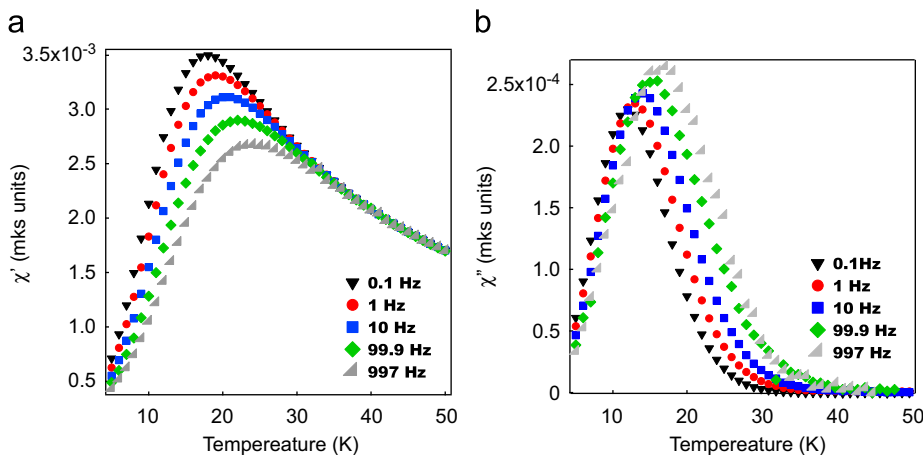 a
3.5x10⁻³
3.0
2.5
2.0
1.5
1.0
0.5
χ' (mks units)
0.1 Hz
1 Hz
10 Hz
99.9 Hz
997 Hz
10 20 30 40 50
Tempereature (K)
b
2.5x10⁻⁴
2.0
1.5
1.0
0.5
0
χ" (mks units)
0.1Hz
1 Hz
10 Hz
99.9 Hz
997 Hz
10 20 30 40 50
Tempereature (K)